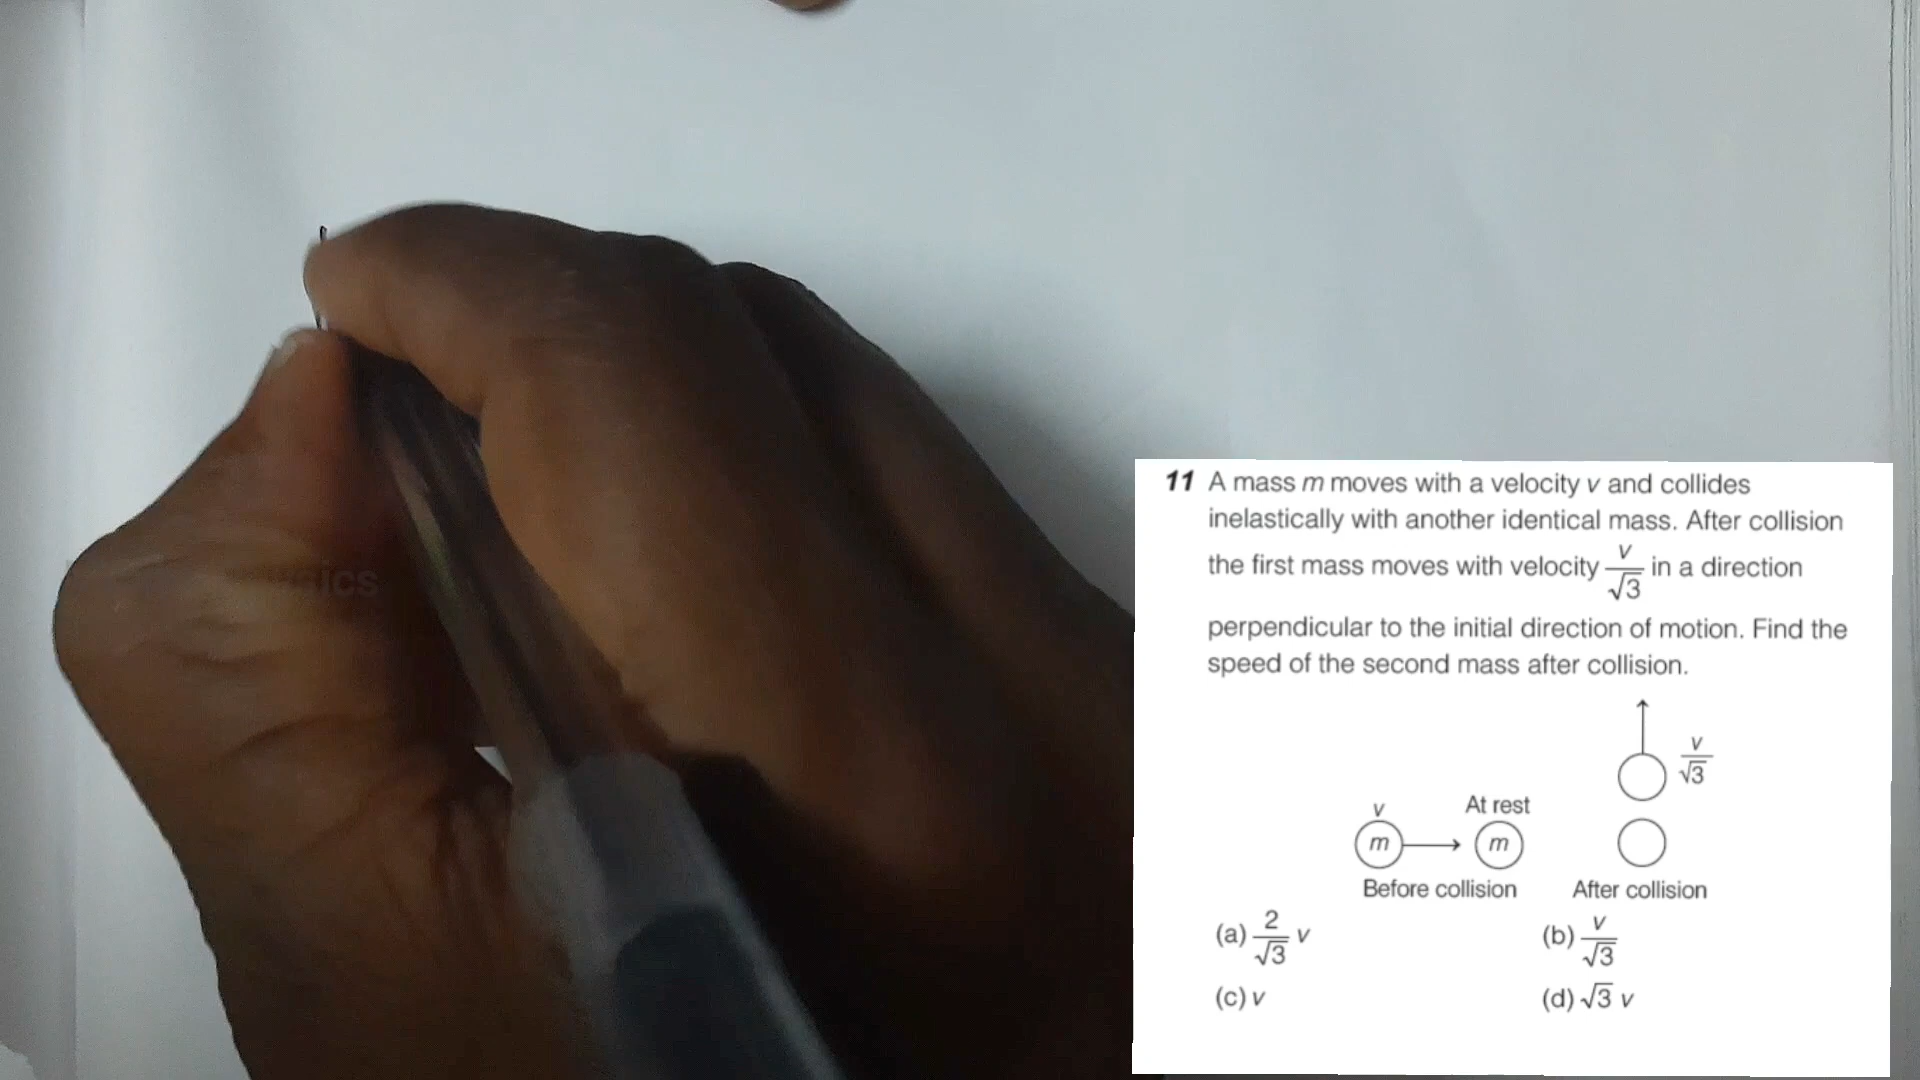 11 A mass m moves with a velocity v and collides
inelastically with another identical mass. After collision
the first mass moves with velocity v/√3 in a direction
perpendicular to the initial direction of motion. Find the
speed of the second mass after collision.
v/√3
v At rest
m m
Before collision After collision
(a) 2/√3 v (b) v/√3
(c) v (d) √3 v